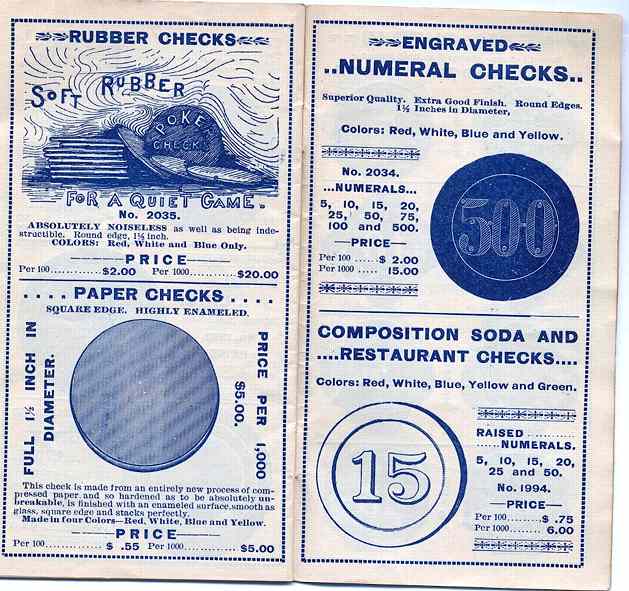 RUBBER CHECKS
SOFT RUBBER
POKER
CHECK
FOR A QUIET GAME.
No. 2035.
ABSOLUTELY NOISELESS as well as being inde-
structible. Round edge, 1½ inch.
COLORS: Red, White and Blue Only.
PRICE
Per 100............$2.00 Per 1000............$20.00
.... PAPER CHECKS ....
SQUARE EDGE. HIGHLY ENAMELED.
FULL 1½ INCH IN
DIAMETER.
PRICE PER 1,000
$5.00.
This check is made from an entirely new process of com-
pressed paper and so hardened as to be absolutely un-
breakable, is finished with an enameled surface, smooth as
glass, square edge and stacks perfectly.
Made in four Colors—Red, White, Blue and Yellow.
PRICE
Per 100............$ .55 Per 1000............$5.00
ENGRAVED
..NUMERAL CHECKS..
Superior Quality. Extra Good Finish. Round Edges.
1½ Inches in Diameter,
Colors: Red, White, Blue and Yellow.
No. 2034.
...NUMERALS...
5, 10, 15, 20,
25, 50, 75,
100 and 500.
PRICE
Per 100......$ 2.00
Per 1000..... 15.00
500
COMPOSITION SODA AND
....RESTAURANT CHECKS....
Colors: Red, White, Blue, Yellow and Green.
15
RAISED ........
........ NUMERALS.
5, 10, 15, 20,
25 and 50.
No. 1994.
PRICE
Per 100........$ .75
Per 1000........ 6.00